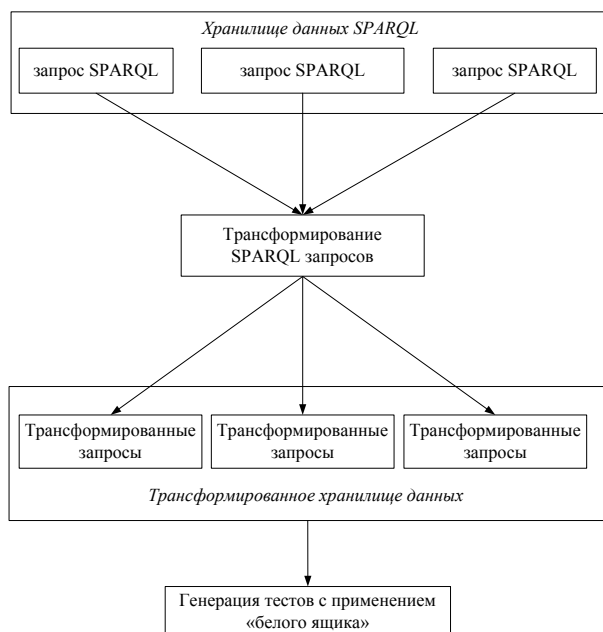 Хранилище данных SPARQL
запрос SPARQL
запрос SPARQL
запрос SPARQL
Трансформирование
SPARQL запросов
Трансформированные
запросы
Трансформированные
запросы
Трансформированные
запросы
Трансформированное хранилище данных
Генерация тестов с применением
«белого ящика»